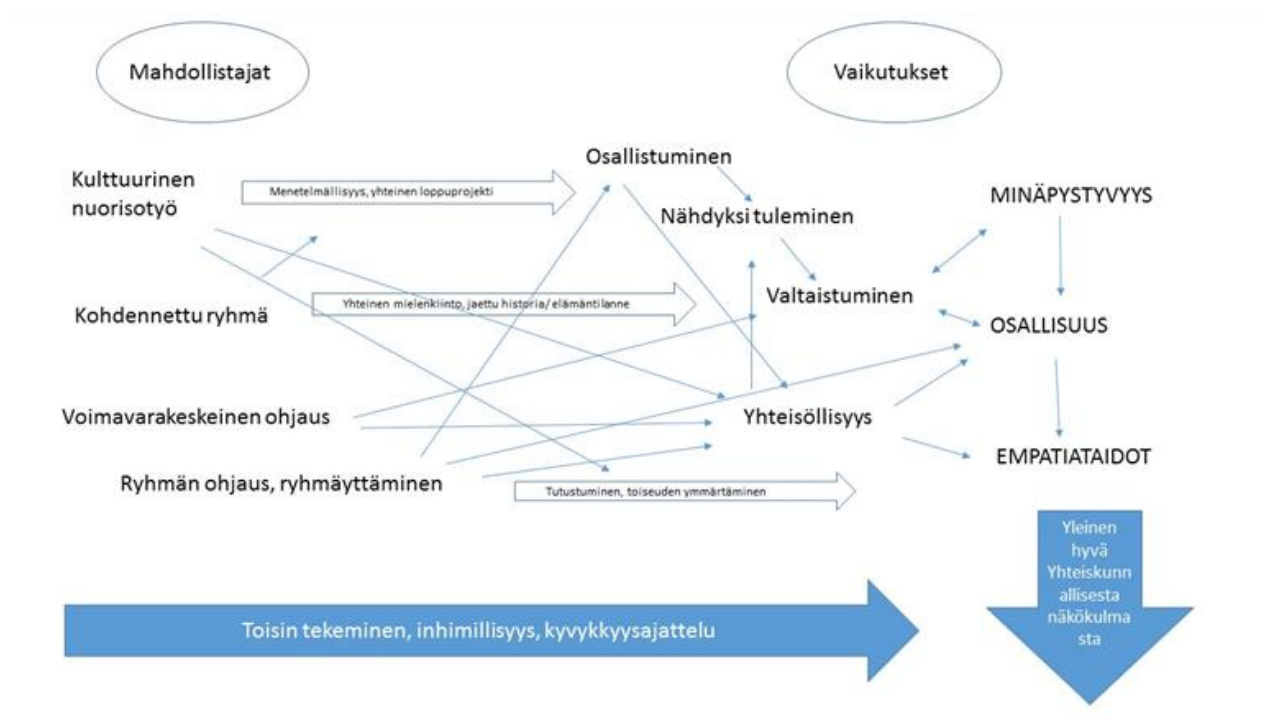 Mahdollistajat
Vaikutukset
Osallistuminen
Kulttuurinen
nuorisotyö
Menetelmällisyys, yhteinen loppuprojekti
MINÄPYSTYVYYS
Nähdyksi tuleminen
Yhteinen mielenkiinto, jaettu historia/ elämäntilanne
Valtaistuminen
Kohdennettu ryhmä
OSALLISUUS
Voimavarakeskeinen ohjaus
Yhteisöllisyys
EMPATIATAIDOT
Ryhmän ohjaus, ryhmäyttäminen
Tutustuminen, toiseuden ymmärtäminen
Yleinen
hyvä
Yhteiskunn
allisesta
näkökulma
sta
Toisin tekeminen, inhimillisyys, kyvykkyysajattelu